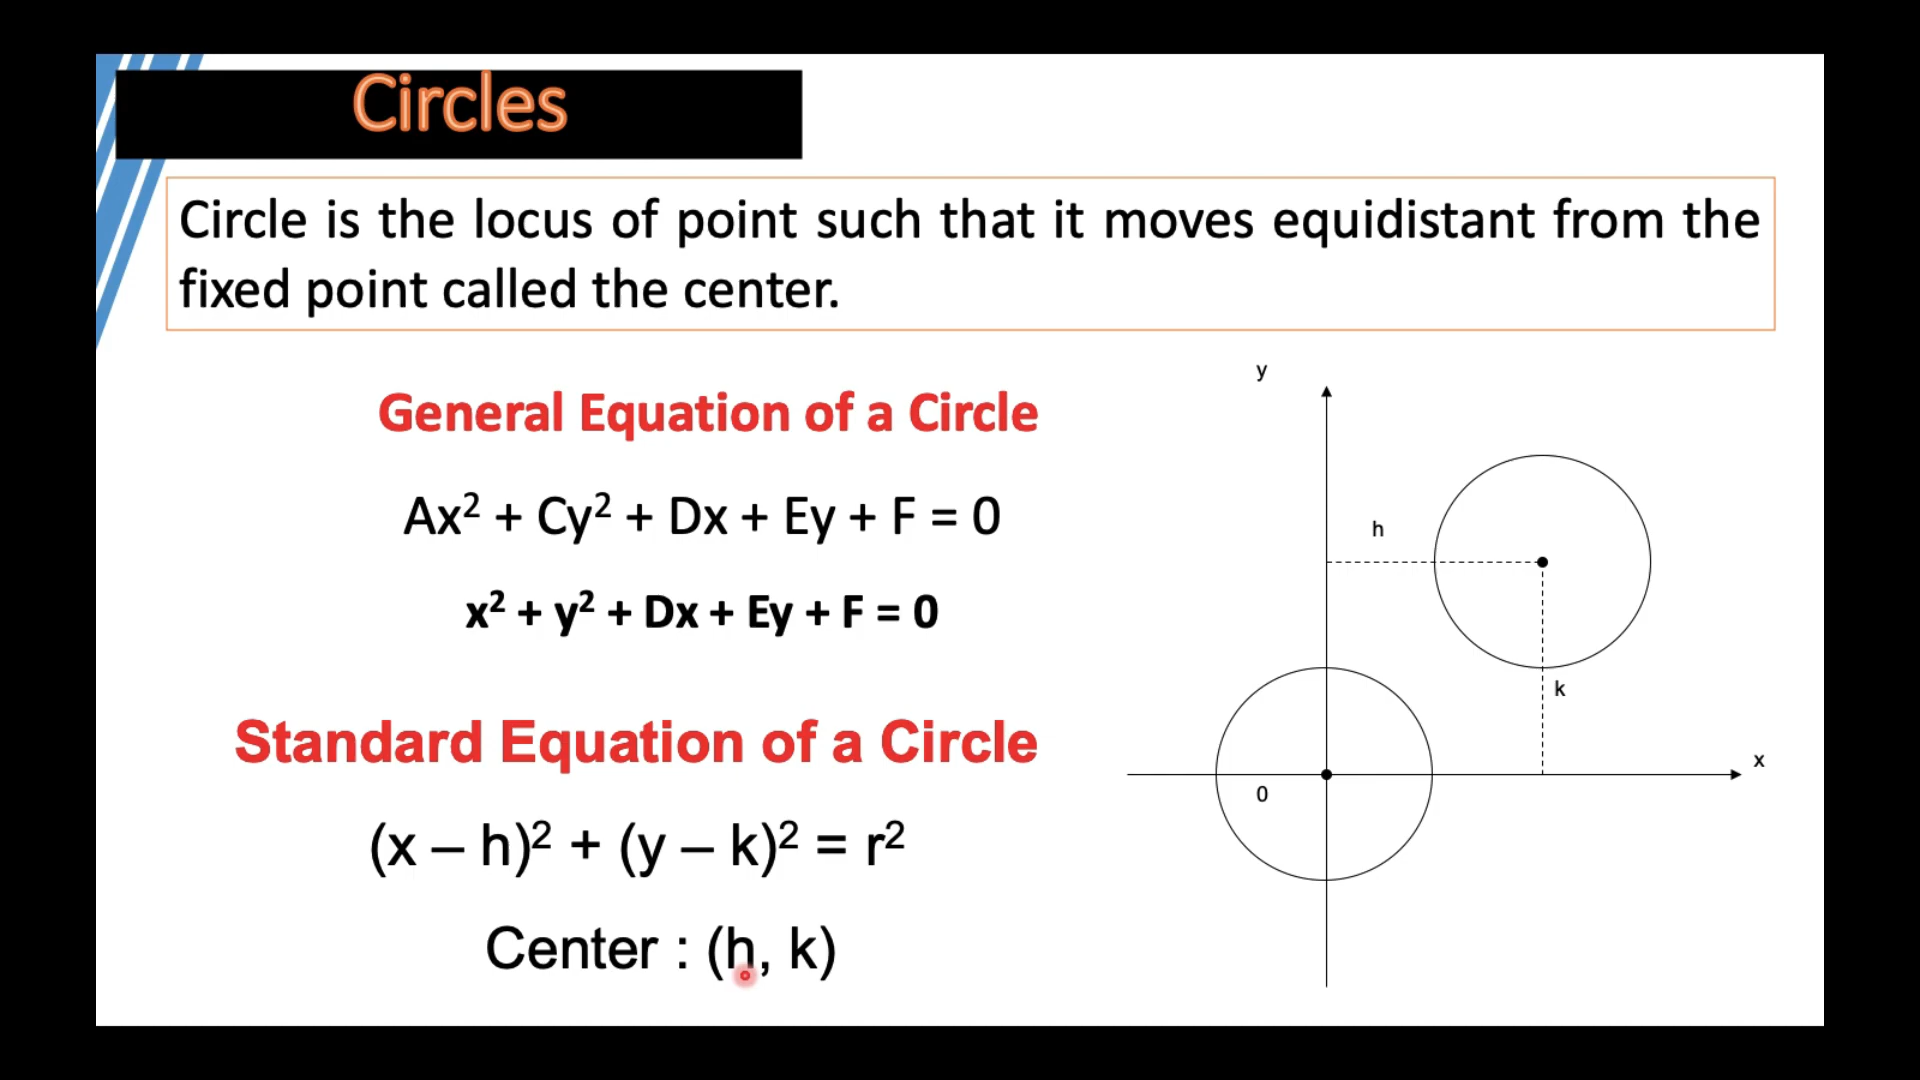 Circles
Circle is the locus of point such that it moves equidistant from the
fixed point called the center.
General Equation of a Circle
Ax² + Cy² + Dx + Ey + F = 0
x² + y² + Dx + Ey + F = 0
Standard Equation of a Circle
(x – h)² + (y – k)² = r²
Center : (h, k)
y
h
k
x
0